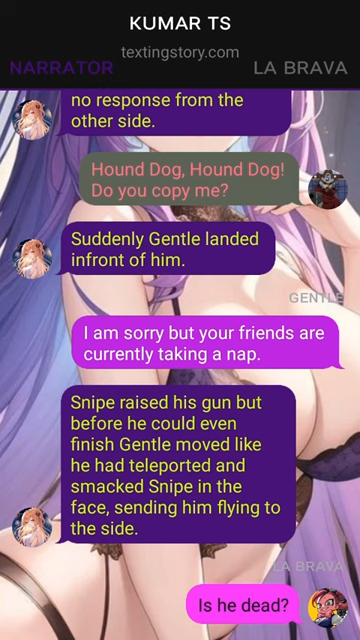 KUMAR TS
textingstory.com
NARRATOR
LA BRAVA
no response from the
other side.
Hound Dog, Hound Dog!
Do you copy me?
Suddenly Gentle landed
infront of him.
GENTLE
I am sorry but your friends are
currently taking a nap.
Snipe raised his gun but
before he could even
finish Gentle moved like
he had teleported and
smacked Snipe in the
face, sending him flying to
the side.
LA BRAVA
Is he dead?